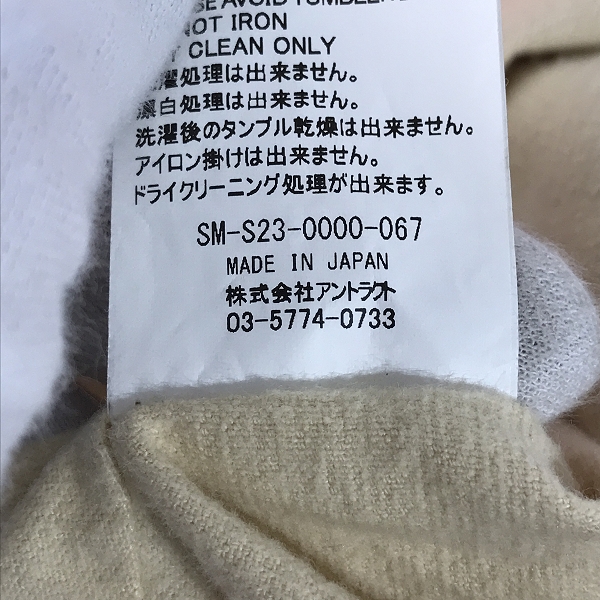 AVOID TUMBLE
NOT IRON
CLEAN ONLY
洗濯処理は出来ません。
漂白処理は出来ません。
洗濯後のタンブル乾燥は出来ません。
アイロン掛けは出来ません。
ドライクリーニング処理が出来ます。
SM-S23-0000-067
MADE IN JAPAN
株式会社アントラクト
03-5774-0733